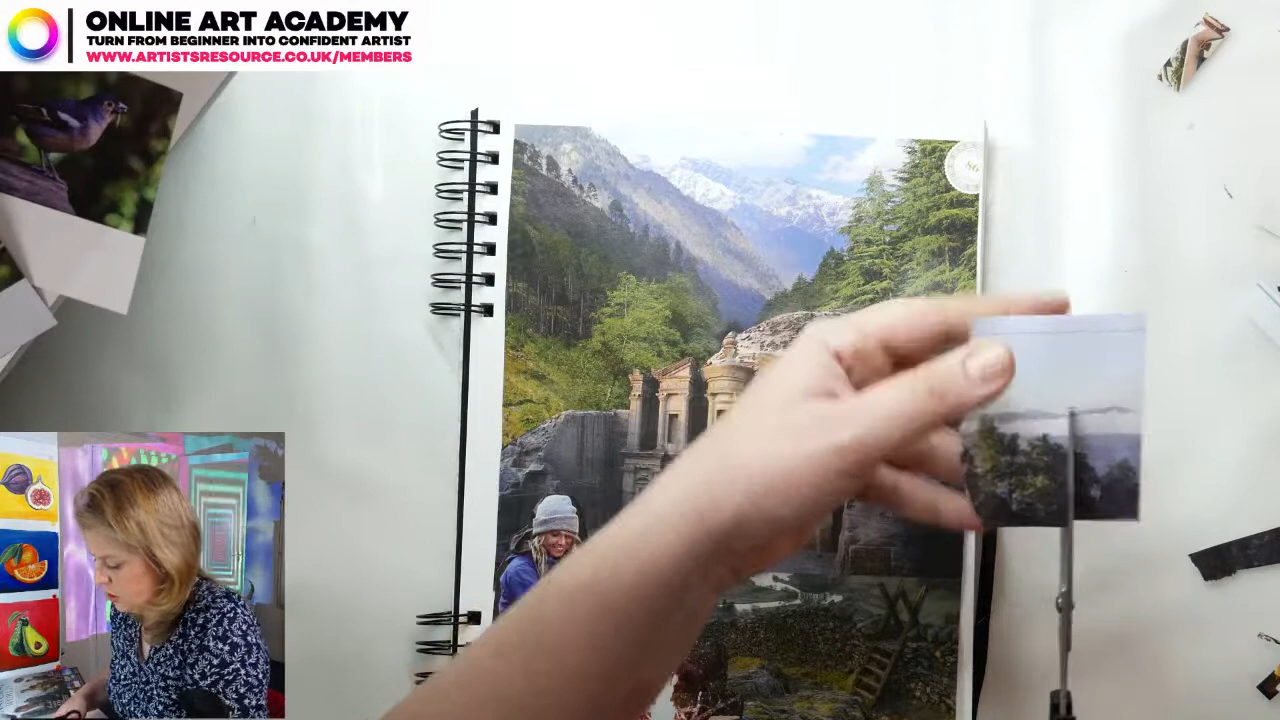 ONLINE ART ACADEMY
TURN FROM BEGINNER INTO CONFIDENT ARTIST
WWW.ARTISTSRESOURCE.CO.UK/MEMBERS